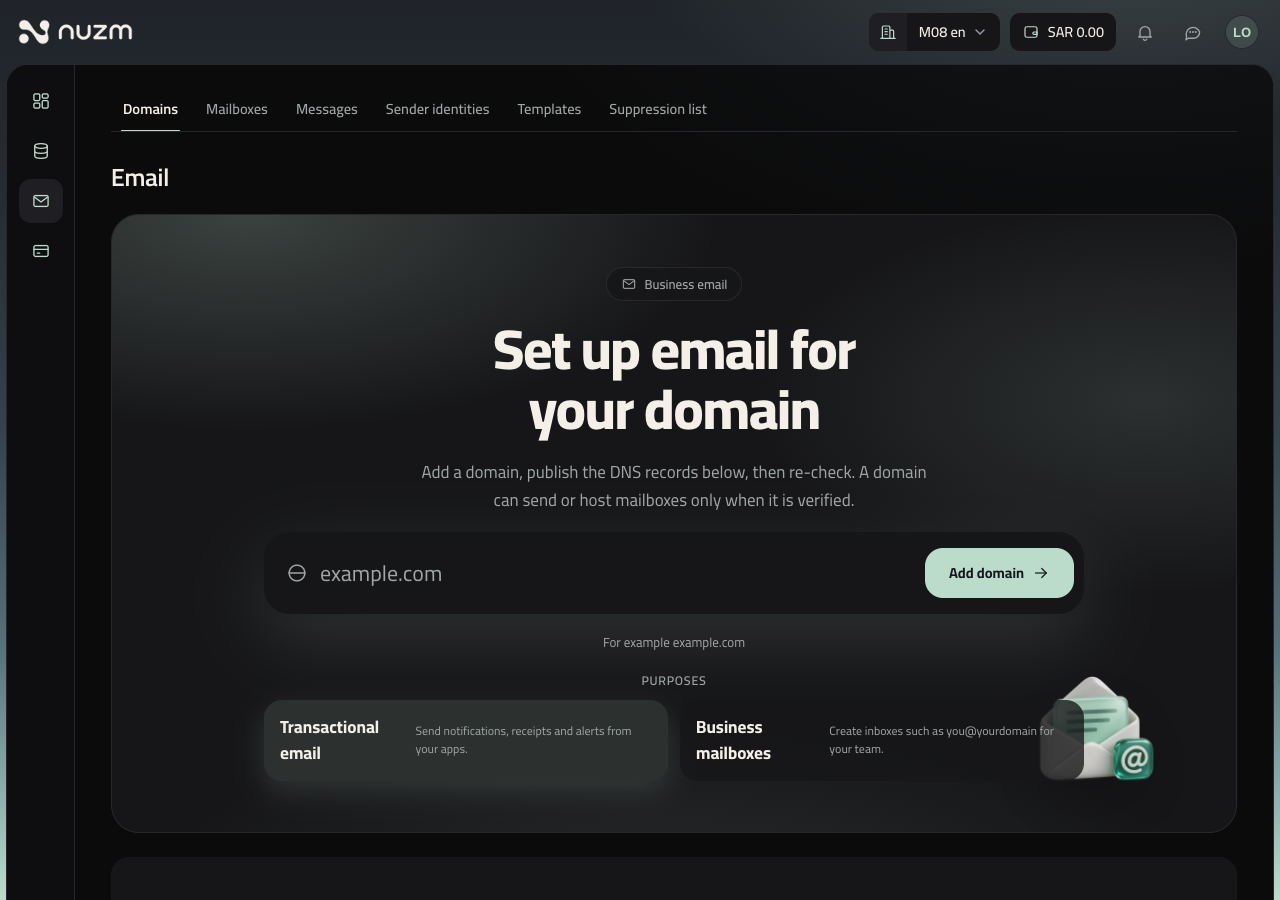 nuzm
M08 en
SAR 0.00
LO
Domains
Mailboxes
Messages
Sender identities
Templates
Suppression list
Email
Business email
Set up email for
your domain
Add a domain, publish the DNS records below, then re-check. A domain
can send or host mailboxes only when it is verified.
example.com
Add domain
For example example.com
PURPOSES
Transactional
email
Send notifications, receipts and alerts from
your apps.
Business
mailboxes
Create inboxes such as you@yourdomain for
your team.
@